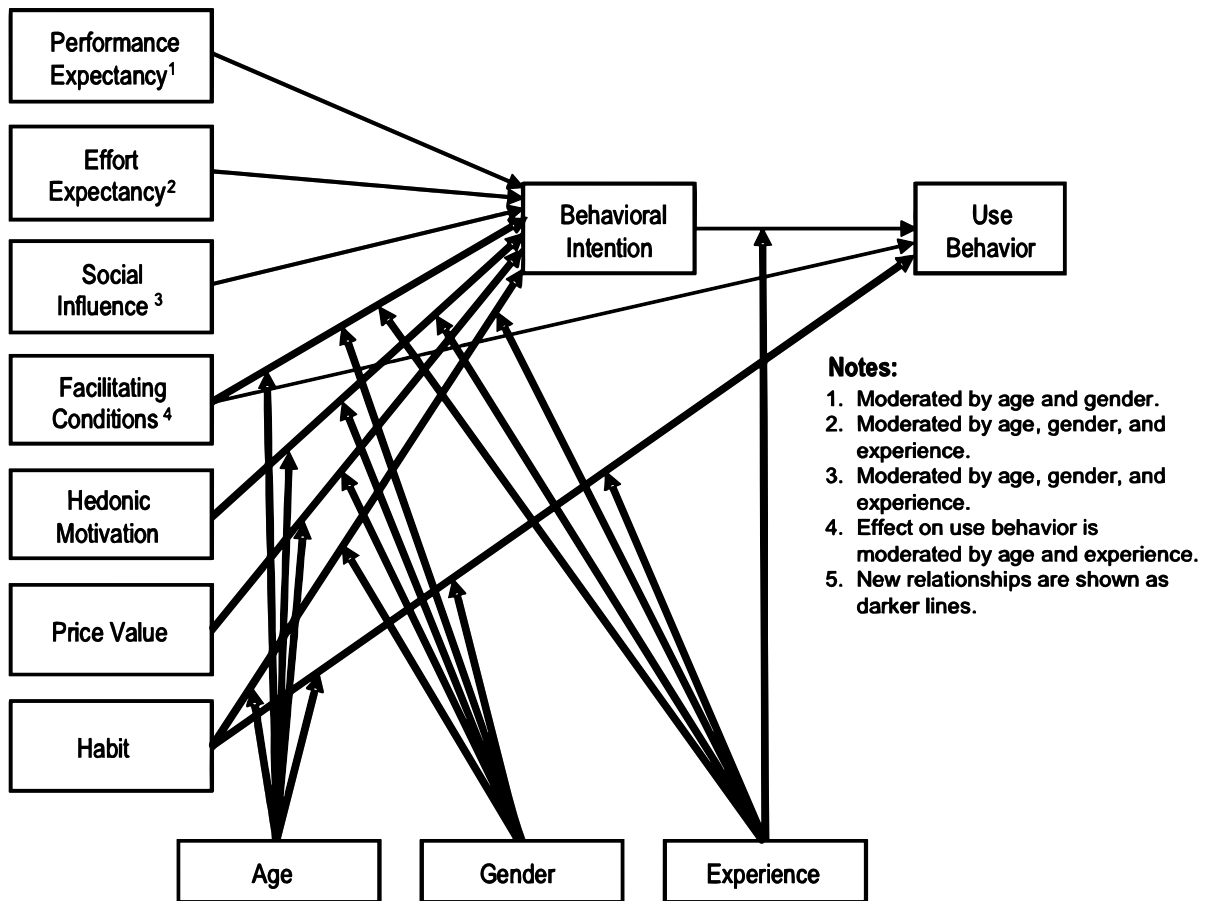 Performance
Expectancy1
Effort
Expectancy2
Social
Influence 3
Facilitating
Conditions 4
Hedonic
Motivation
Price Value
Habit
Behavioral
Intention
Use
Behavior
Notes:
1. Moderated by age and gender.
2. Moderated by age, gender, and
experience.
3. Moderated by age, gender, and
experience.
4. Effect on use behavior is
moderated by age and experience.
5. New relationships are shown as
darker lines.
Age
Gender
Experience